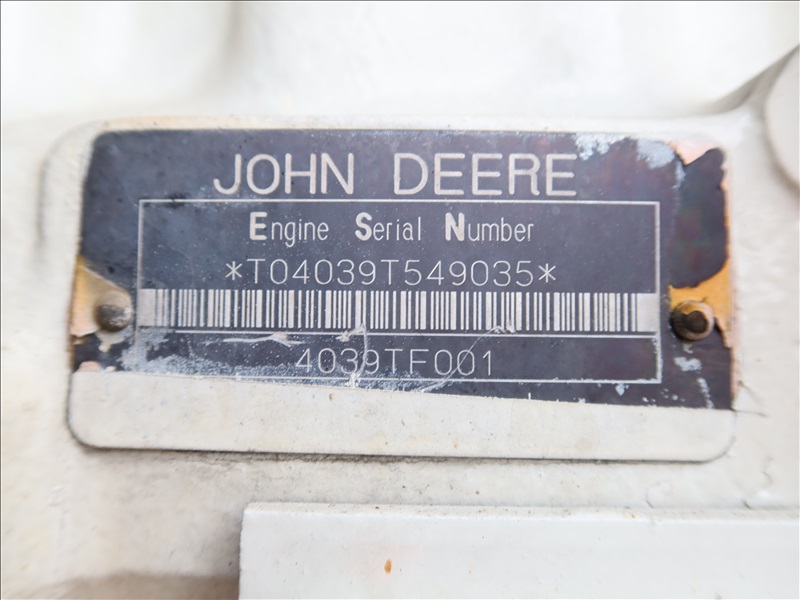 JOHN DEERE
Engine Serial Number
*T04039T549035*
4039TF001